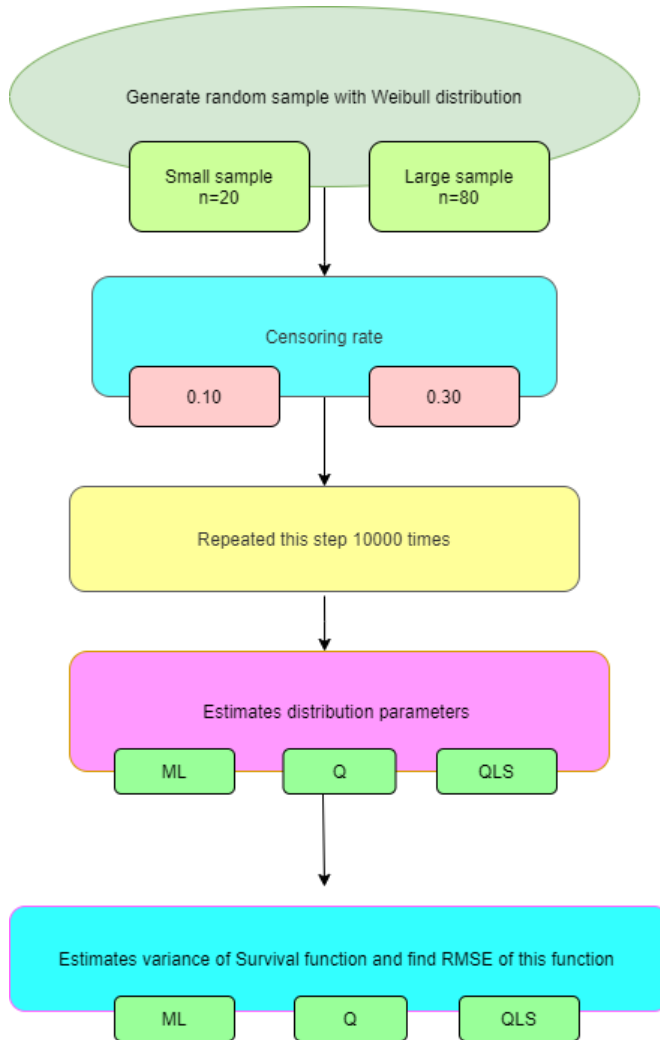 Generate random sample with Weibull distribution
Small sample
n=20
Large sample
n=80
Censoring rate
0.10
0.30
Repeated this step 10000 times
Estimates distribution parameters
ML
Q
QLS
Estimates variance of Survival function and find RMSE of this function
ML
Q
QLS